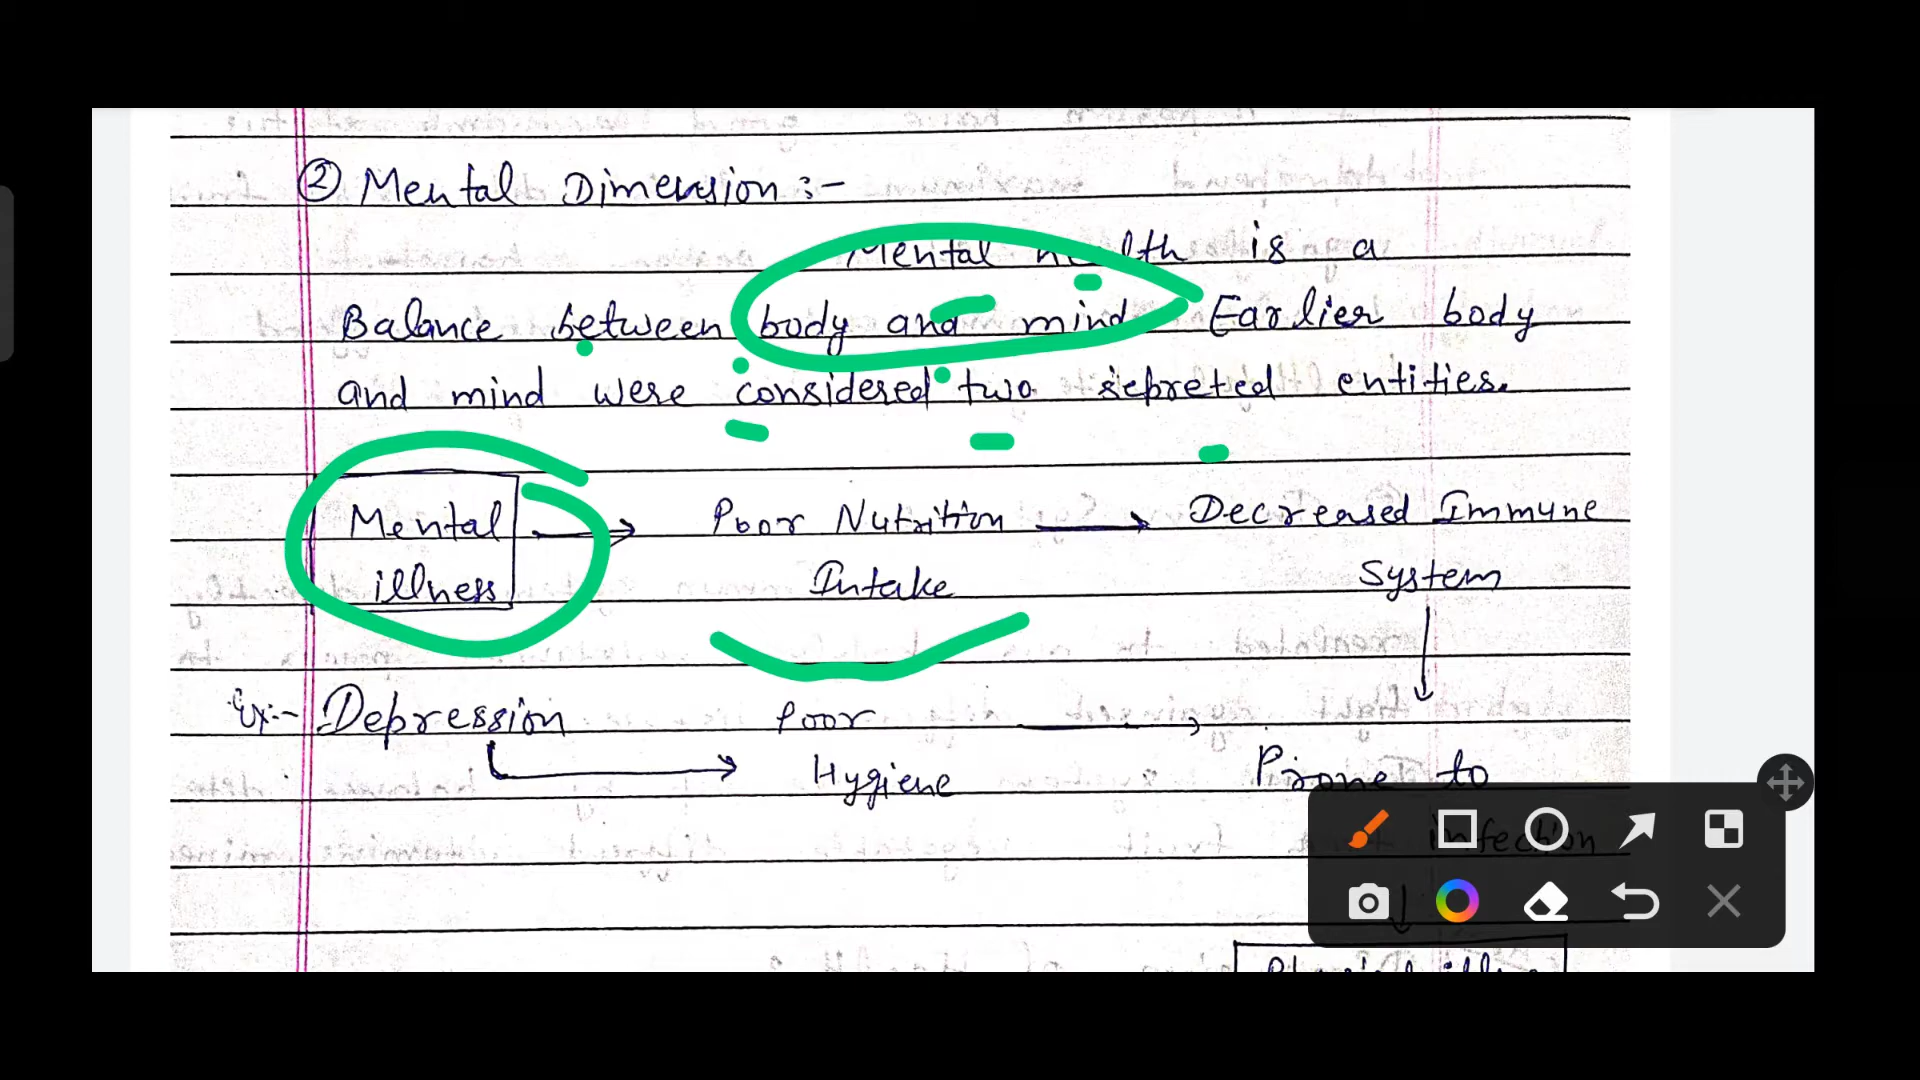 ② Mental Dimension :-
Mental health is a
Balance between body and mind Earlier body
and mind were considered two sepreted entities.
Mental → Poor Nutrition → Decreased Immune
illness Intake System
Ex:- Depression Poor → Prone to
Hygiene infection